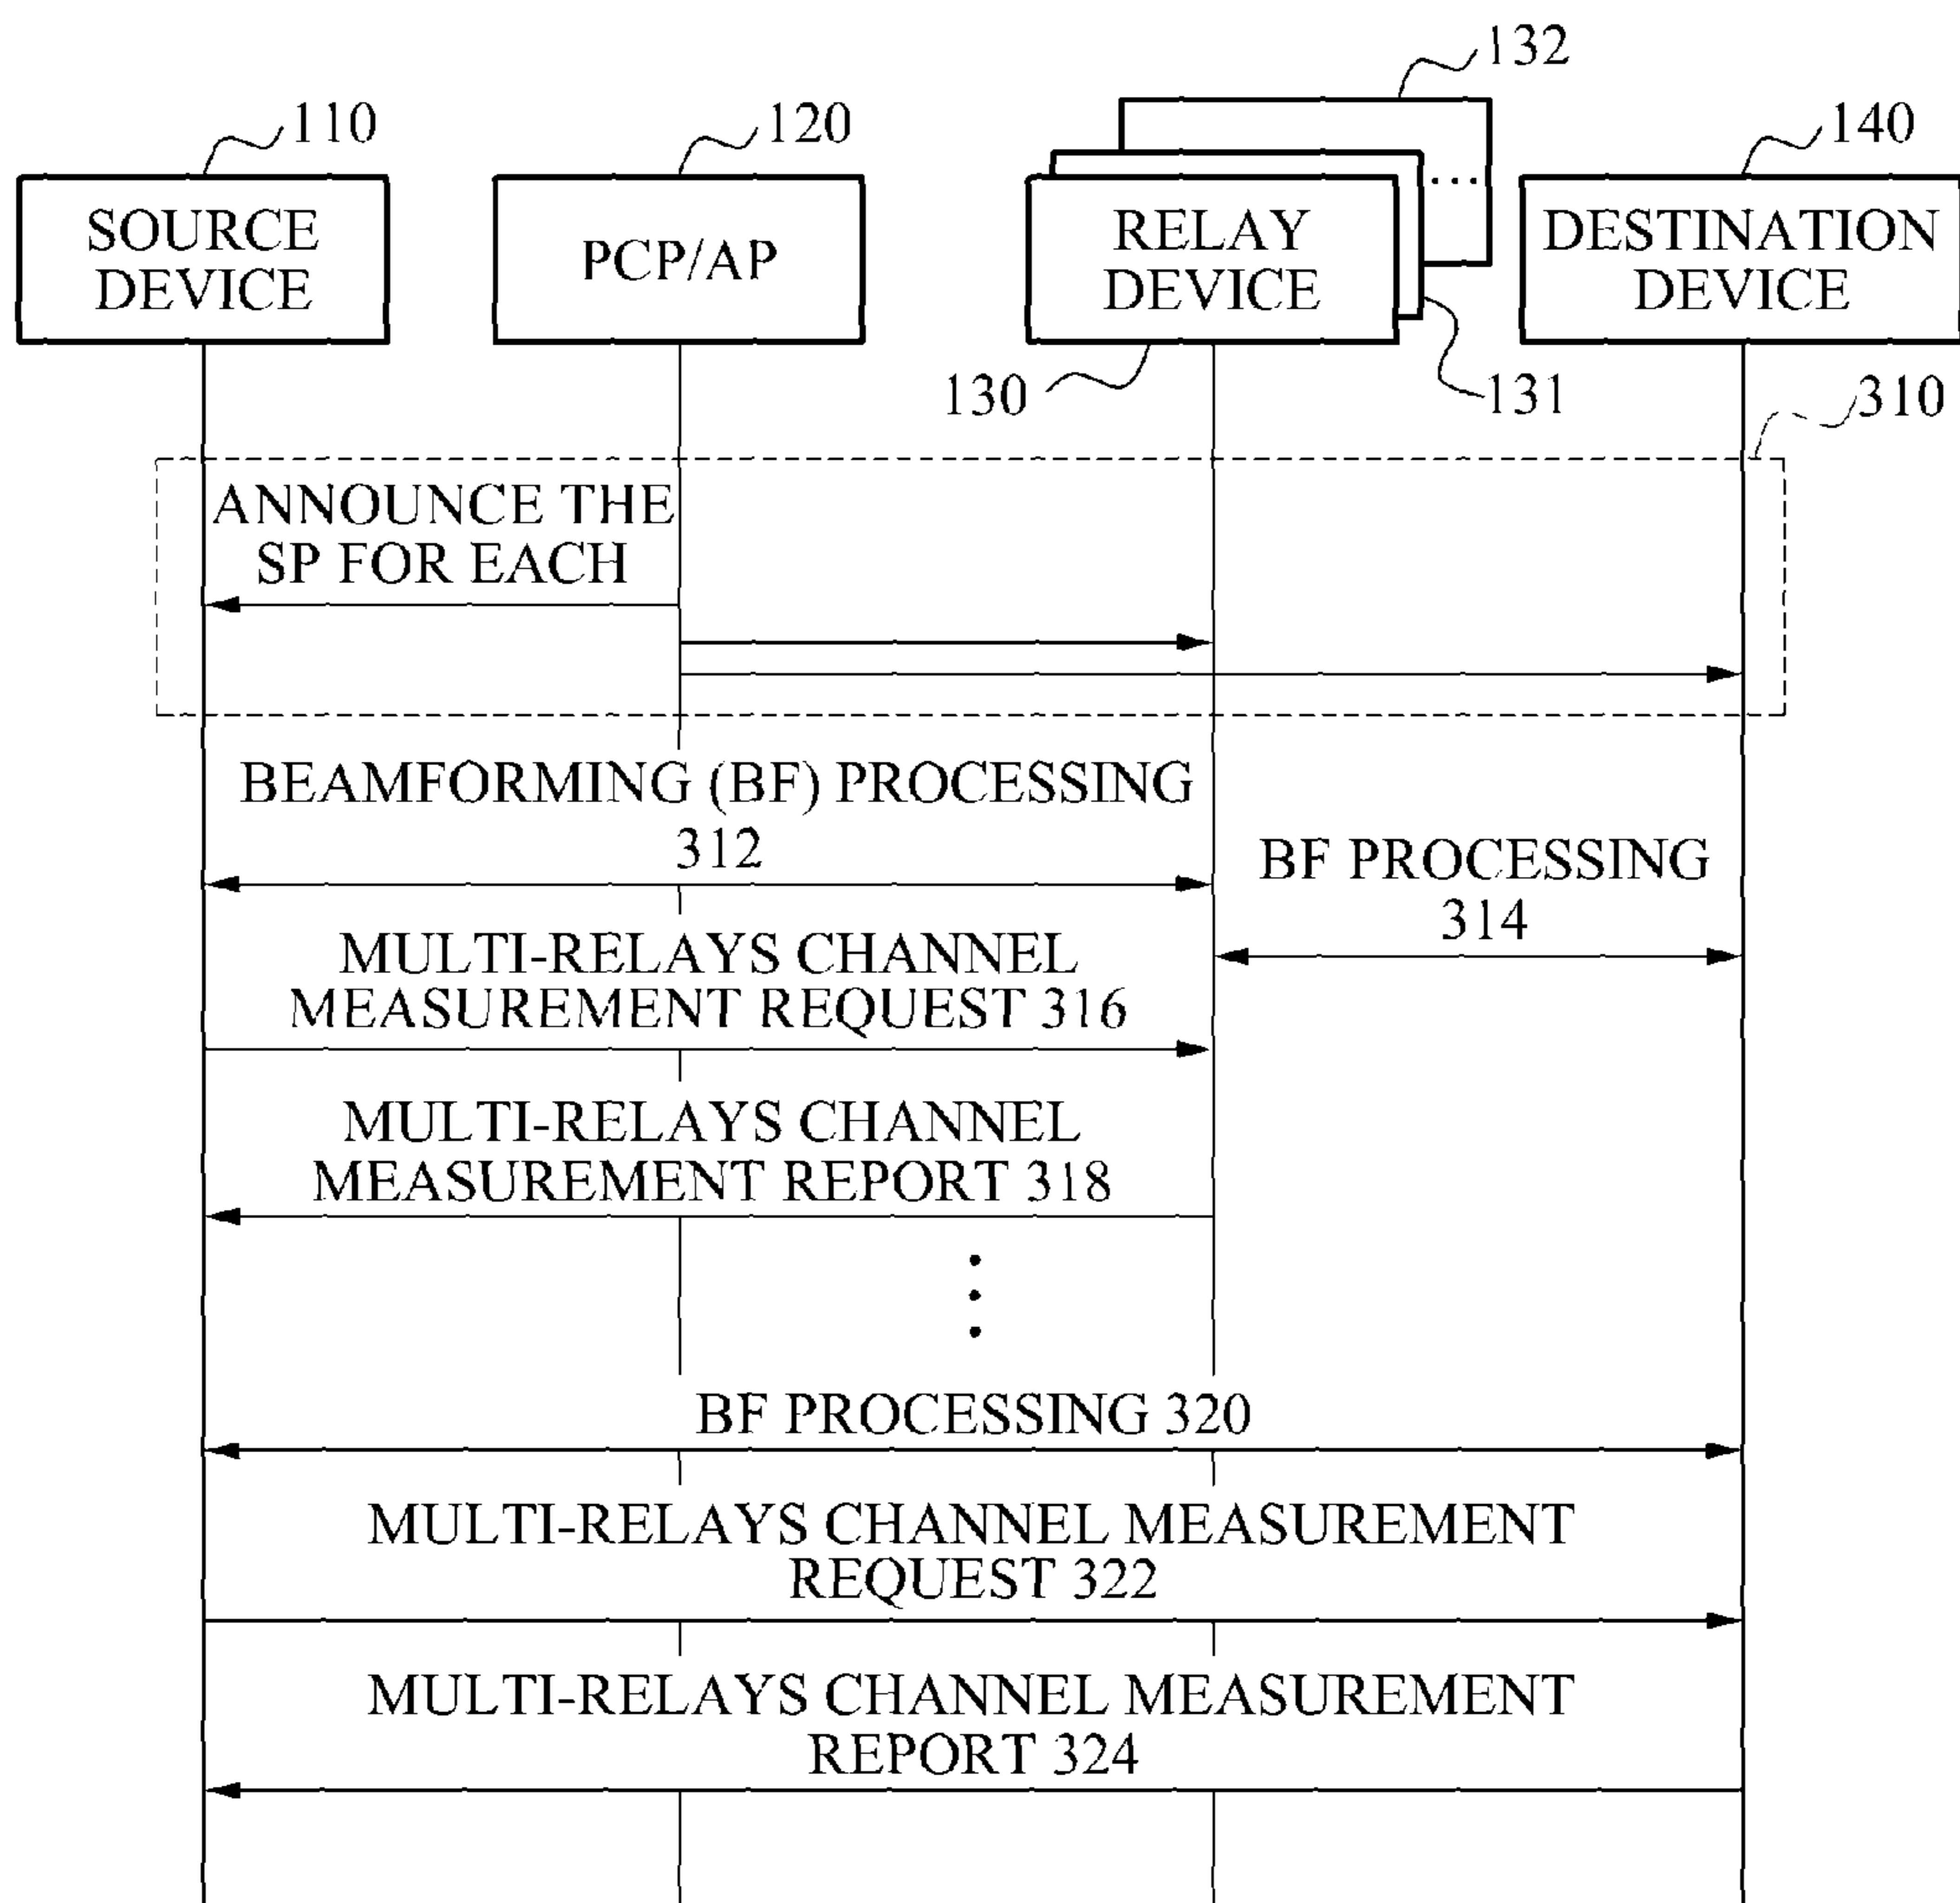 132
110
120
140
SOURCE
DEVICE
PCP/AP
RELAY
DEVICE
...
DESTINATION
DEVICE
130
131
310
ANNOUNCE THE
SP FOR EACH
BEAMFORMING (BF) PROCESSING
312
BF PROCESSING
314
MULTI-RELAYS CHANNEL
MEASUREMENT REQUEST 316
MULTI-RELAYS CHANNEL
MEASUREMENT REPORT 318
BF PROCESSING 320
MULTI-RELAYS CHANNEL MEASUREMENT
REQUEST 322
MULTI-RELAYS CHANNEL MEASUREMENT
REPORT 324